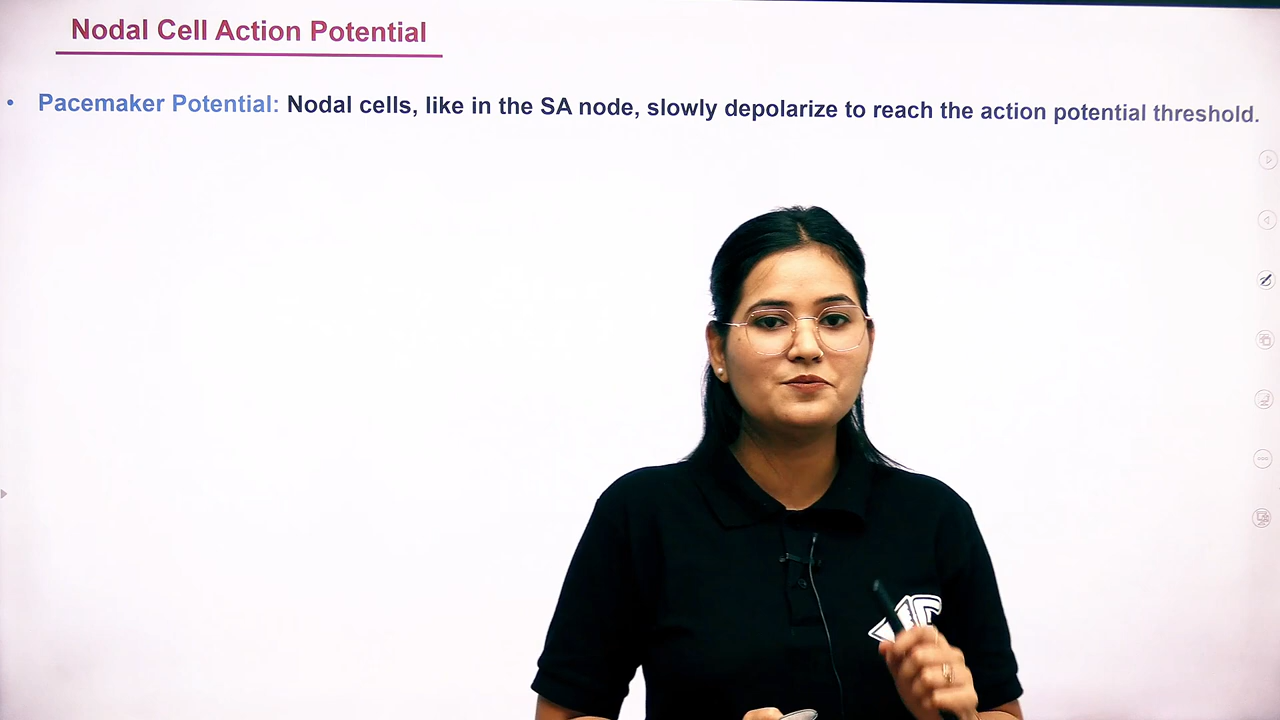 Nodal Cell Action Potential
• Pacemaker Potential: Nodal cells, like in the SA node, slowly depolarize to reach the action potential threshold.